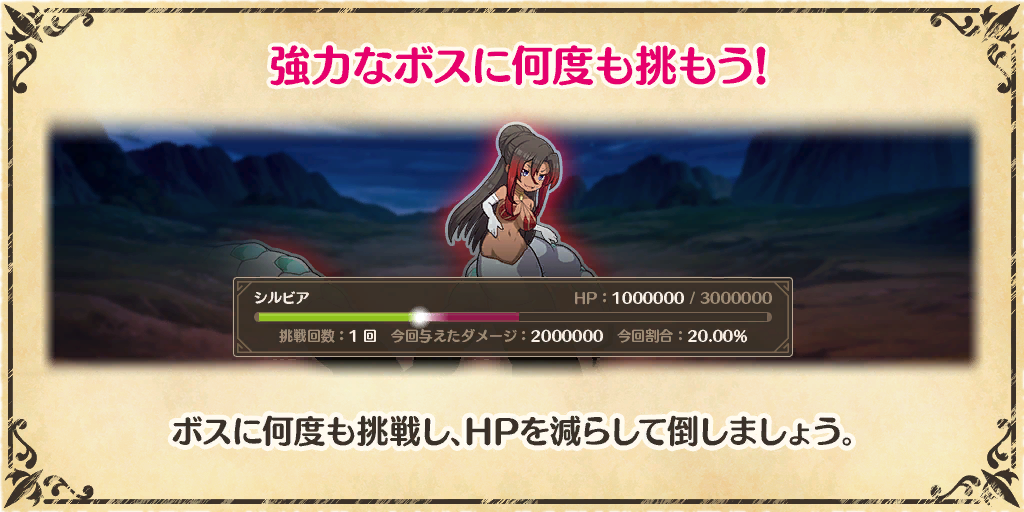 強力なボスに何度も挑もう!
シルビア
HP:1000000 / 3000000
挑戦回数:1 回 今回与えたダメージ:2000000 今回割合:20.00%
ボスに何度も挑戦し、HPを減らして倒しましょう。